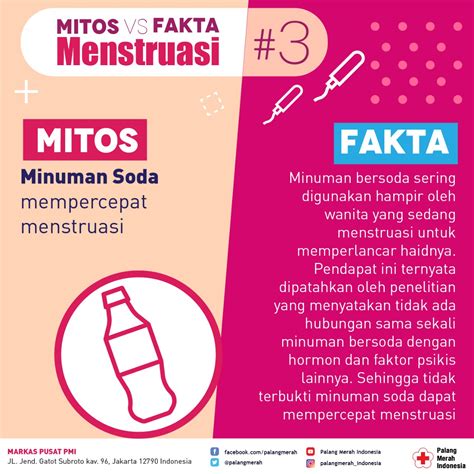 MITOS VS FAKTA
Menstruasi
#3
MITOS
Minuman Soda
mempercepat
menstruasi
FAKTA
Minuman bersoda sering
digunakan hampir oleh
wanita yang sedang
menstruasi untuk
memperlancar haidnya.
Pendapat ini ternyata
dipatahkan oleh penelitian
yang menyatakan tidak ada
hubungan sama sekali
minuman bersoda dengan
hormon dan faktor psikis
lainnya. Sehingga tidak
terbukti minuman soda dapat
mempercepat menstruasi
MARKAS PUSAT PMI
JL. Jend. Gatot Subroto kav. 96, Jakarta 12790 Indonesia
facebook.com/palangmerah
@palangmerah
Palang Merah Indonesia
palangmerah_indonesia
Palang
Merah
Indonesia